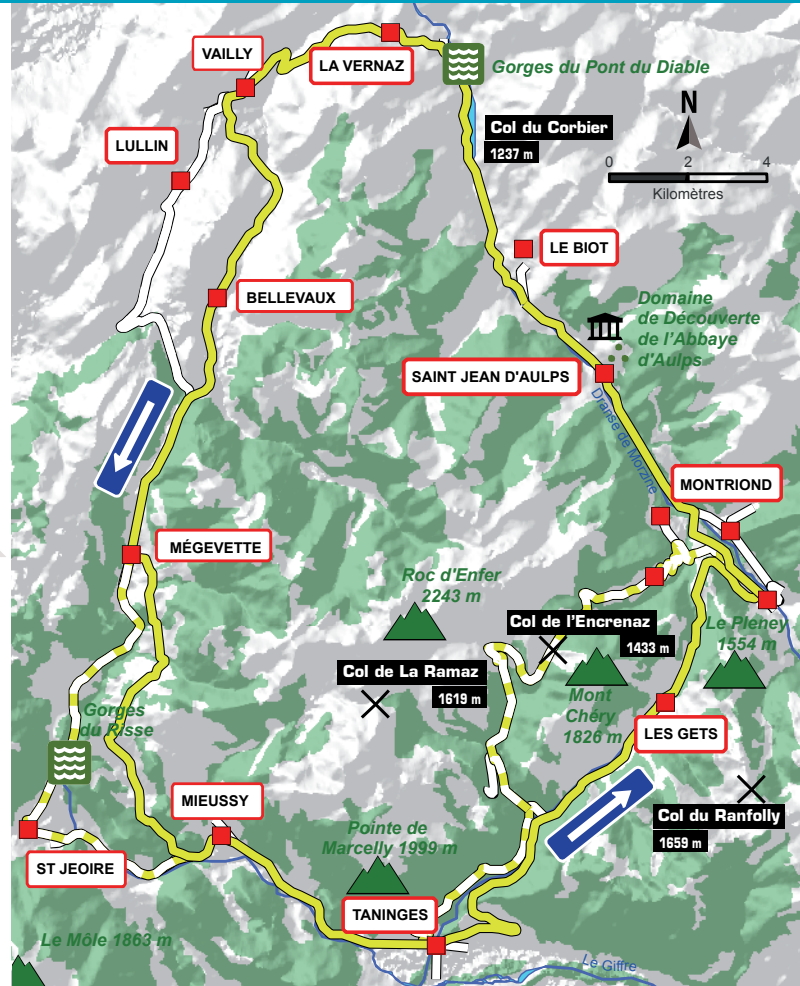 VAILLY
LA VERNAZ
Gorges du Pont du Diable
N
Col du Corbier
1237 m
0 2 4
Kilomètres
LULLIN
LE BIOT
BELLEVAUX
Domaine
de Découverte
de l'Abbaye
d'Aulps
SAINT JEAN D'AULPS
Dranse de Morzine
MONTRIOND
MÉGEVETTE
Roc d'Enfer
2243 m
Col de l'Encrenaz
1433 m
Le Pleney
1554 m
Col de La Ramaz
1619 m
Mont
Chéry
1826 m
Gorges
du Risse
LES GETS
MIEUSSY
Col du Ranfolly
1659 m
Pointe de
Marcelly 1999 m
ST JEOIRE
TANINGES
Le Môle 1863 m
Le Giffre